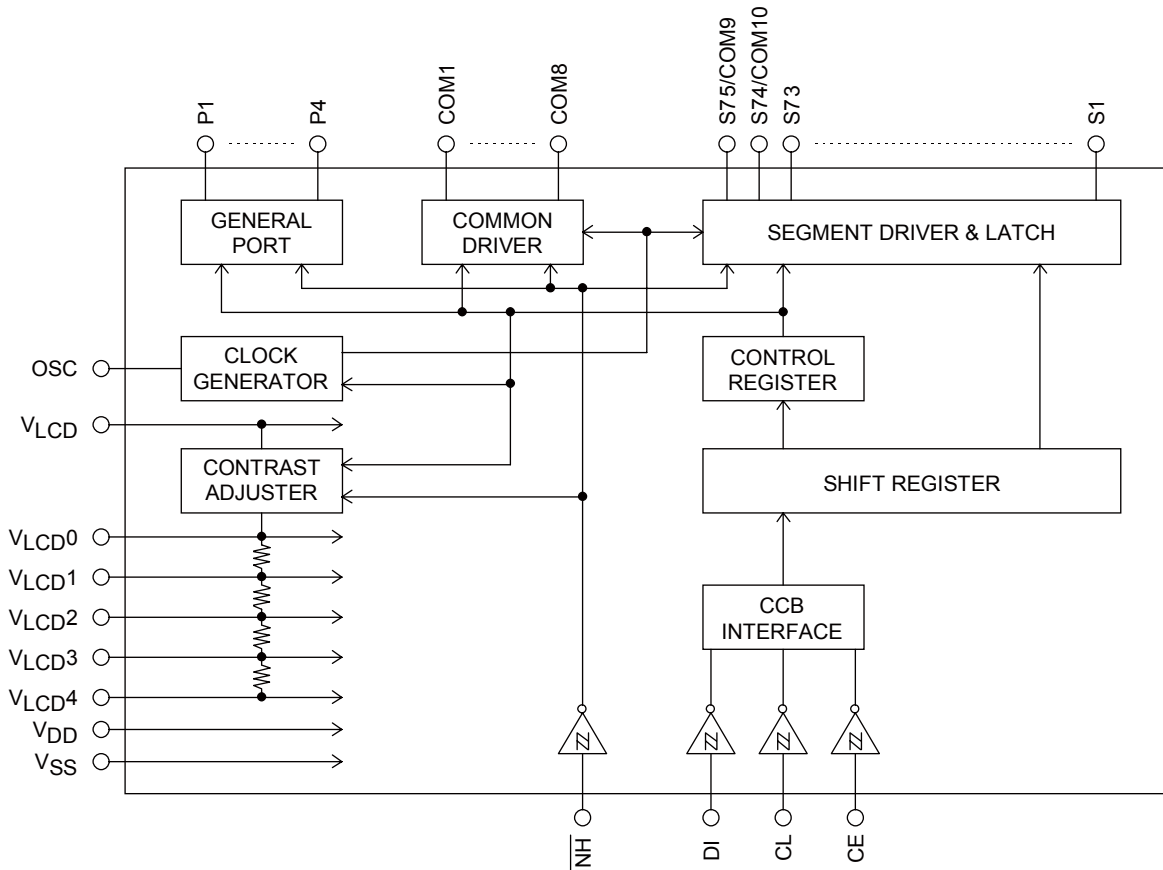 P1
P4
COM1
COM8
S75/COM9
S74/COM10
S73
S1
GENERAL
PORT
COMMON
DRIVER
SEGMENT DRIVER & LATCH
OSC
CLOCK
GENERATOR
CONTROL
REGISTER
VLCD
CONTRAST
ADJUSTER
SHIFT REGISTER
VLCD0
VLCD1
VLCD2
VLCD3
VLCD4
VDD
VSS
CCB
INTERFACE
NH
DI
CL
CE